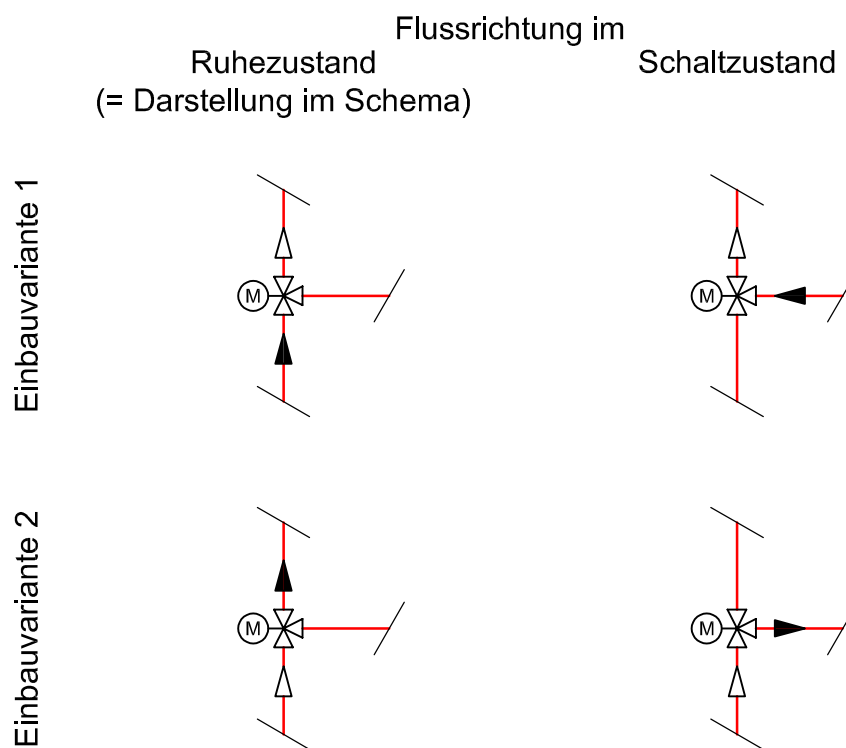 Flussrichtung im
Ruhezustand
Schaltzustand
(= Darstellung im Schema)
Einbauvariante 1
M
M
Einbauvariante 2
M
M